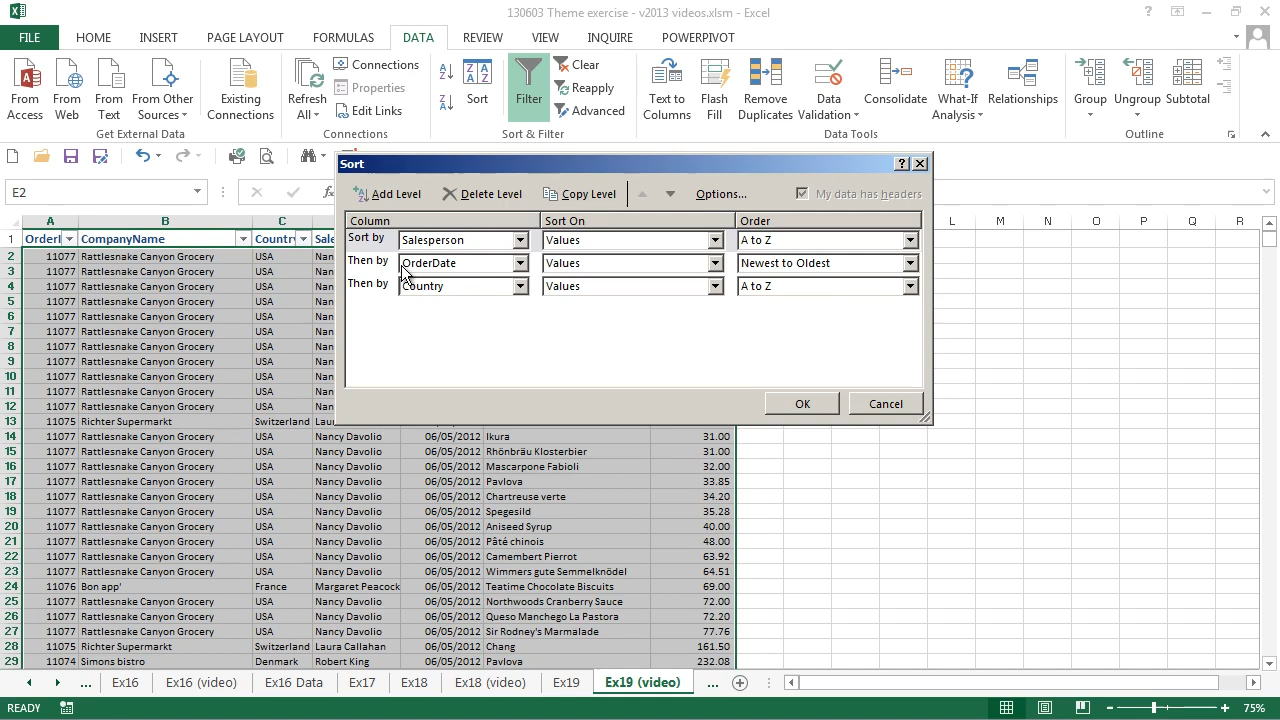 130603 Theme exercise - v2013 videos.xlsm - Excel
FILE HOME INSERT PAGE LAYOUT FORMULAS DATA REVIEW VIEW INQUIRE POWERPIVOT
From Access
From Web
From Text
From Other Sources
Get External Data
Existing Connections
Refresh All
Connections
Properties
Edit Links
Connections
Sort
Filter
Clear
Reapply
Advanced
Sort & Filter
Text to Columns
Flash Fill
Remove Duplicates
Data Validation
Consolidate
What-If Analysis
Relationships
Data Tools
Group
Ungroup
Subtotal
Outline
E2
Sort
Add Level Delete Level Copy Level Options... My data has headers
Column Sort On Order
Sort by Salesperson Values A to Z
Then by OrderDate Values Newest to Oldest
Then by Country Values A to Z
OK Cancel
A B C L M N O P Q R
1 OrderI CompanyName Countr Sale
2 11077 Rattlesnake Canyon Grocery USA Nan
3 11077 Rattlesnake Canyon Grocery USA Nan
4 11077 Rattlesnake Canyon Grocery USA Nan
5 11077 Rattlesnake Canyon Grocery USA Nan
6 11077 Rattlesnake Canyon Grocery USA Nan
7 11077 Rattlesnake Canyon Grocery USA Nan
8 11077 Rattlesnake Canyon Grocery USA Nan
9 11077 Rattlesnake Canyon Grocery USA Nan
10 11077 Rattlesnake Canyon Grocery USA Nan
11 11077 Rattlesnake Canyon Grocery USA Nan
12 11077 Rattlesnake Canyon Grocery USA Nan
13 11075 Richter Supermarkt Switzerland Lau
14 11077 Rattlesnake Canyon Grocery USA Nancy Davolio 06/05/2012 Ikura 31.00
15 11077 Rattlesnake Canyon Grocery USA Nancy Davolio 06/05/2012 Rhönbräu Klosterbier 31.00
16 11077 Rattlesnake Canyon Grocery USA Nancy Davolio 06/05/2012 Mascarpone Fabioli 32.00
17 11077 Rattlesnake Canyon Grocery USA Nancy Davolio 06/05/2012 Pavlova 33.85
18 11077 Rattlesnake Canyon Grocery USA Nancy Davolio 06/05/2012 Chartreuse verte 34.20
19 11077 Rattlesnake Canyon Grocery USA Nancy Davolio 06/05/2012 Spegesild 35.28
20 11077 Rattlesnake Canyon Grocery USA Nancy Davolio 06/05/2012 Aniseed Syrup 40.00
21 11077 Rattlesnake Canyon Grocery USA Nancy Davolio 06/05/2012 Pâté chinois 48.00
22 11077 Rattlesnake Canyon Grocery USA Nancy Davolio 06/05/2012 Camembert Pierrot 63.92
23 11077 Rattlesnake Canyon Grocery USA Nancy Davolio 06/05/2012 Wimmers gute Semmelknödel 64.51
24 11076 Bon app' France Margaret Peacock 06/05/2012 Teatime Chocolate Biscuits 69.00
25 11077 Rattlesnake Canyon Grocery USA Nancy Davolio 06/05/2012 Northwoods Cranberry Sauce 72.00
26 11077 Rattlesnake Canyon Grocery USA Nancy Davolio 06/05/2012 Queso Manchego La Pastora 72.20
27 11077 Rattlesnake Canyon Grocery USA Nancy Davolio 06/05/2012 Sir Rodney's Marmalade 77.76
28 11075 Richter Supermarkt Switzerland Laura Callahan 06/05/2012 Chang 161.50
29 11074 Simons bistro Denmark Robert King 06/05/2012 Pavlova 232.08
... Ex16 Ex16 (video) Ex16 Data Ex17 Ex18 Ex18 (video) Ex19 Ex19 (video) ...
READY 75%